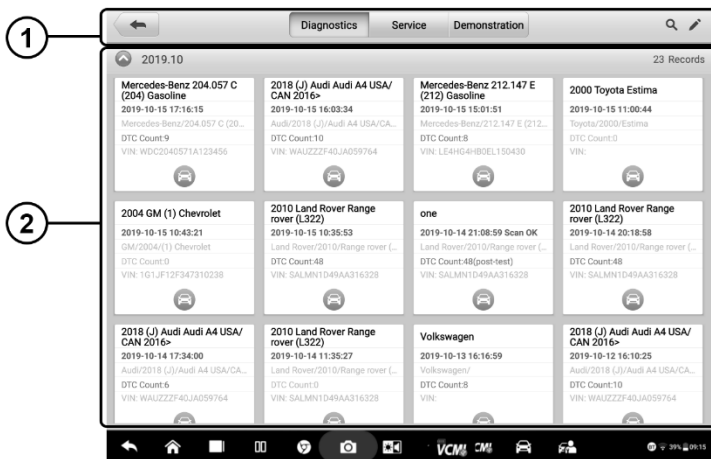 1
Diagnostics Service Demonstration
2
2019.10 23 Records
Mercedes-Benz 204.057 C
(204) Gasoline
2019-10-15 17:16:15
Mercedes-Benz/204.057 C (20...
DTC Count:9
VIN: WDC2040571A123456
2018 (J) Audi Audi A4 USA/
CAN 2016>
2019-10-15 16:03:34
Audi/2018 (J)/Audi A4 USA/CA...
DTC Count:10
VIN: WAUZZZF40JA059764
Mercedes-Benz 212.147 E
(212) Gasoline
2019-10-15 15:01:51
Mercedes-Benz/212.147 E (212...
DTC Count:8
VIN: LE4HG4HB0EL150430
2000 Toyota Estima
2019-10-15 11:00:44
Toyota/2000/Estima
DTC Count:0
VIN:
2004 GM (1) Chevrolet
2019-10-15 10:43:21
GM/2004/(1) Chevrolet
DTC Count:0
VIN: 1G1JF12F347310238
2010 Land Rover Range
rover (L322)
2019-10-15 10:35:53
Land Rover/2010/Range rover (...
DTC Count:48
VIN: SALMN1D49AA316328
one
2019-10-14 21:08:59 Scan OK
Land Rover/2010/Range rover (...
DTC Count:48(post-test)
VIN: SALMN1D49AA316328
2010 Land Rover Range
rover (L322)
2019-10-14 20:18:58
Land Rover/2010/Range rover (...
DTC Count:48
VIN: SALMN1D49AA316328
2018 (J) Audi Audi A4 USA/
CAN 2016>
2019-10-14 17:34:00
Audi/2018 (J)/Audi A4 USA/CA...
DTC Count:6
VIN: WAUZZZF40JA059764
2010 Land Rover Range
rover (L322)
2019-10-14 11:35:27
Land Rover/2010/Range rover (...
DTC Count:0
VIN: SALMN1D49AA316328
Volkswagen
2019-10-13 16:16:59
Volkswagen/
DTC Count:8
VIN:
2018 (J) Audi Audi A4 USA/
CAN 2016>
2019-10-12 16:10:25
Audi/2018 (J)/Audi A4 USA/CA...
DTC Count:10
VIN: WAUZZZF40JA059764
VCMI 39% 09:15